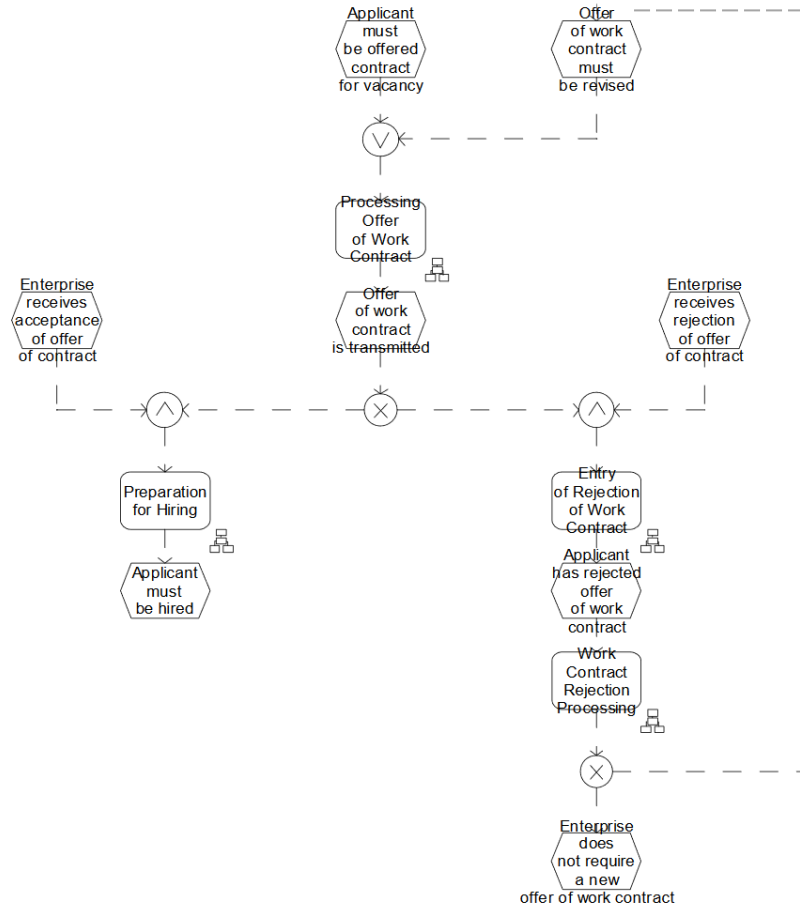 Applicant
must
be offered
contract
for vacancy
Offer
of work
contract
must
be revised
Processing
Offer
of Work
Contract
Enterprise
receives
acceptance
of offer
of contract
Offer
of work
contract
is transmitted
Enterprise
receives
rejection
of offer
of contract
Preparation
for Hiring
Entry
of Rejection
of Work
Contract
Applicant
must
be hired
Applicant
has rejected
offer
of work
contract
Work
Contract
Rejection
Processing
Enterprise
does
not require
a new
offer of work contract